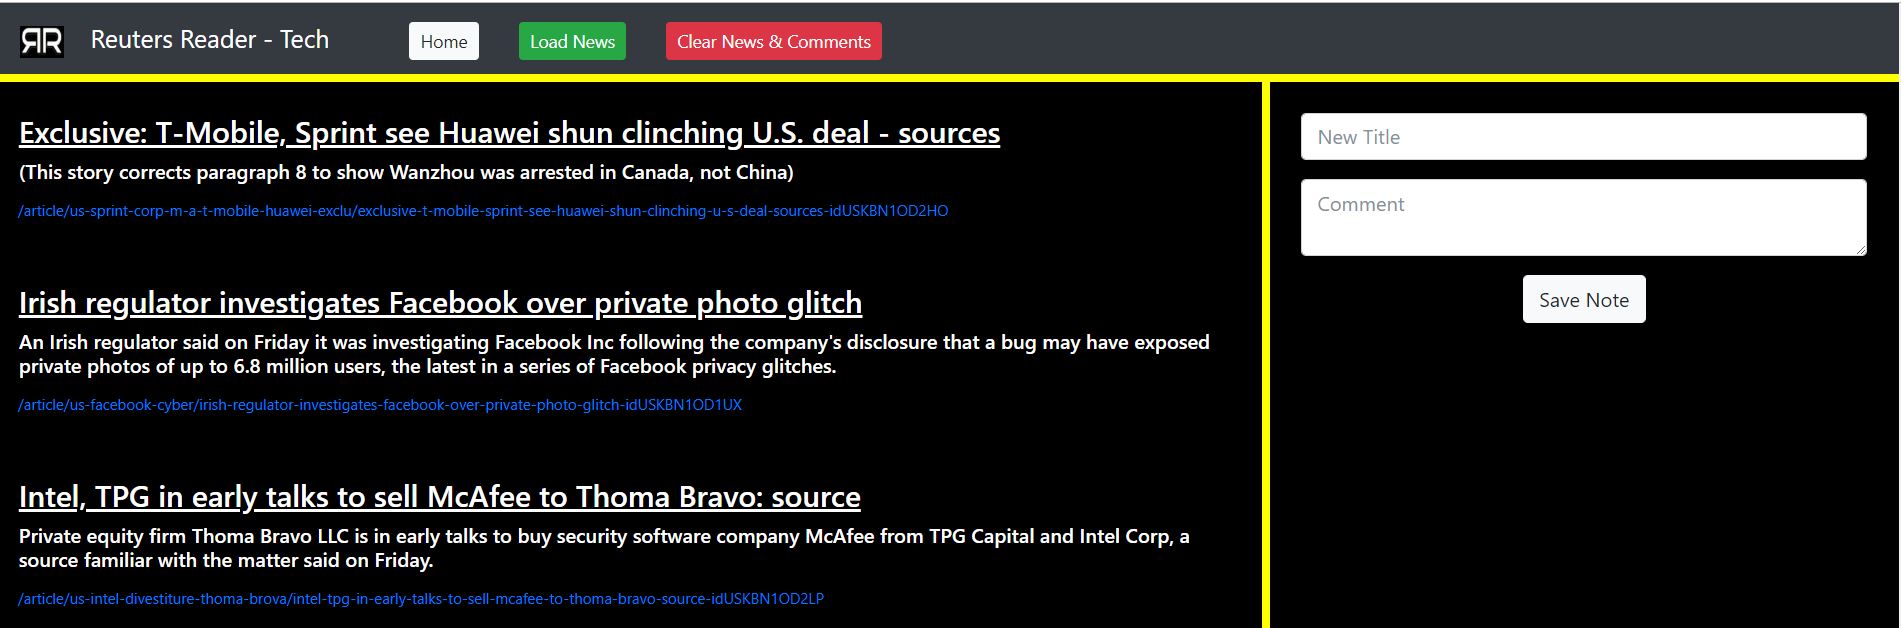 ЯR Reuters Reader - Tech Home Load News Clear News & Comments
Exclusive: T-Mobile, Sprint see Huawei shun clinching U.S. deal - sources
(This story corrects paragraph 8 to show Wanzhou was arrested in Canada, not China)
/article/us-sprint-corp-m-a-t-mobile-huawei-exclu/exclusive-t-mobile-sprint-see-huawei-shun-clinching-u-s-deal-sources-idUSKBN1OD2HO
Irish regulator investigates Facebook over private photo glitch
An Irish regulator said on Friday it was investigating Facebook Inc following the company's disclosure that a bug may have exposed
private photos of up to 6.8 million users, the latest in a series of Facebook privacy glitches.
/article/us-facebook-cyber/irish-regulator-investigates-facebook-over-private-photo-glitch-idUSKBN1OD1UX
Intel, TPG in early talks to sell McAfee to Thoma Bravo: source
Private equity firm Thoma Bravo LLC is in early talks to buy security software company McAfee from TPG Capital and Intel Corp, a
source familiar with the matter said on Friday.
/article/us-intel-divestiture-thoma-brova/intel-tpg-in-early-talks-to-sell-mcafee-to-thoma-bravo-source-idUSKBN1OD2LP
New Title
Comment
Save Note